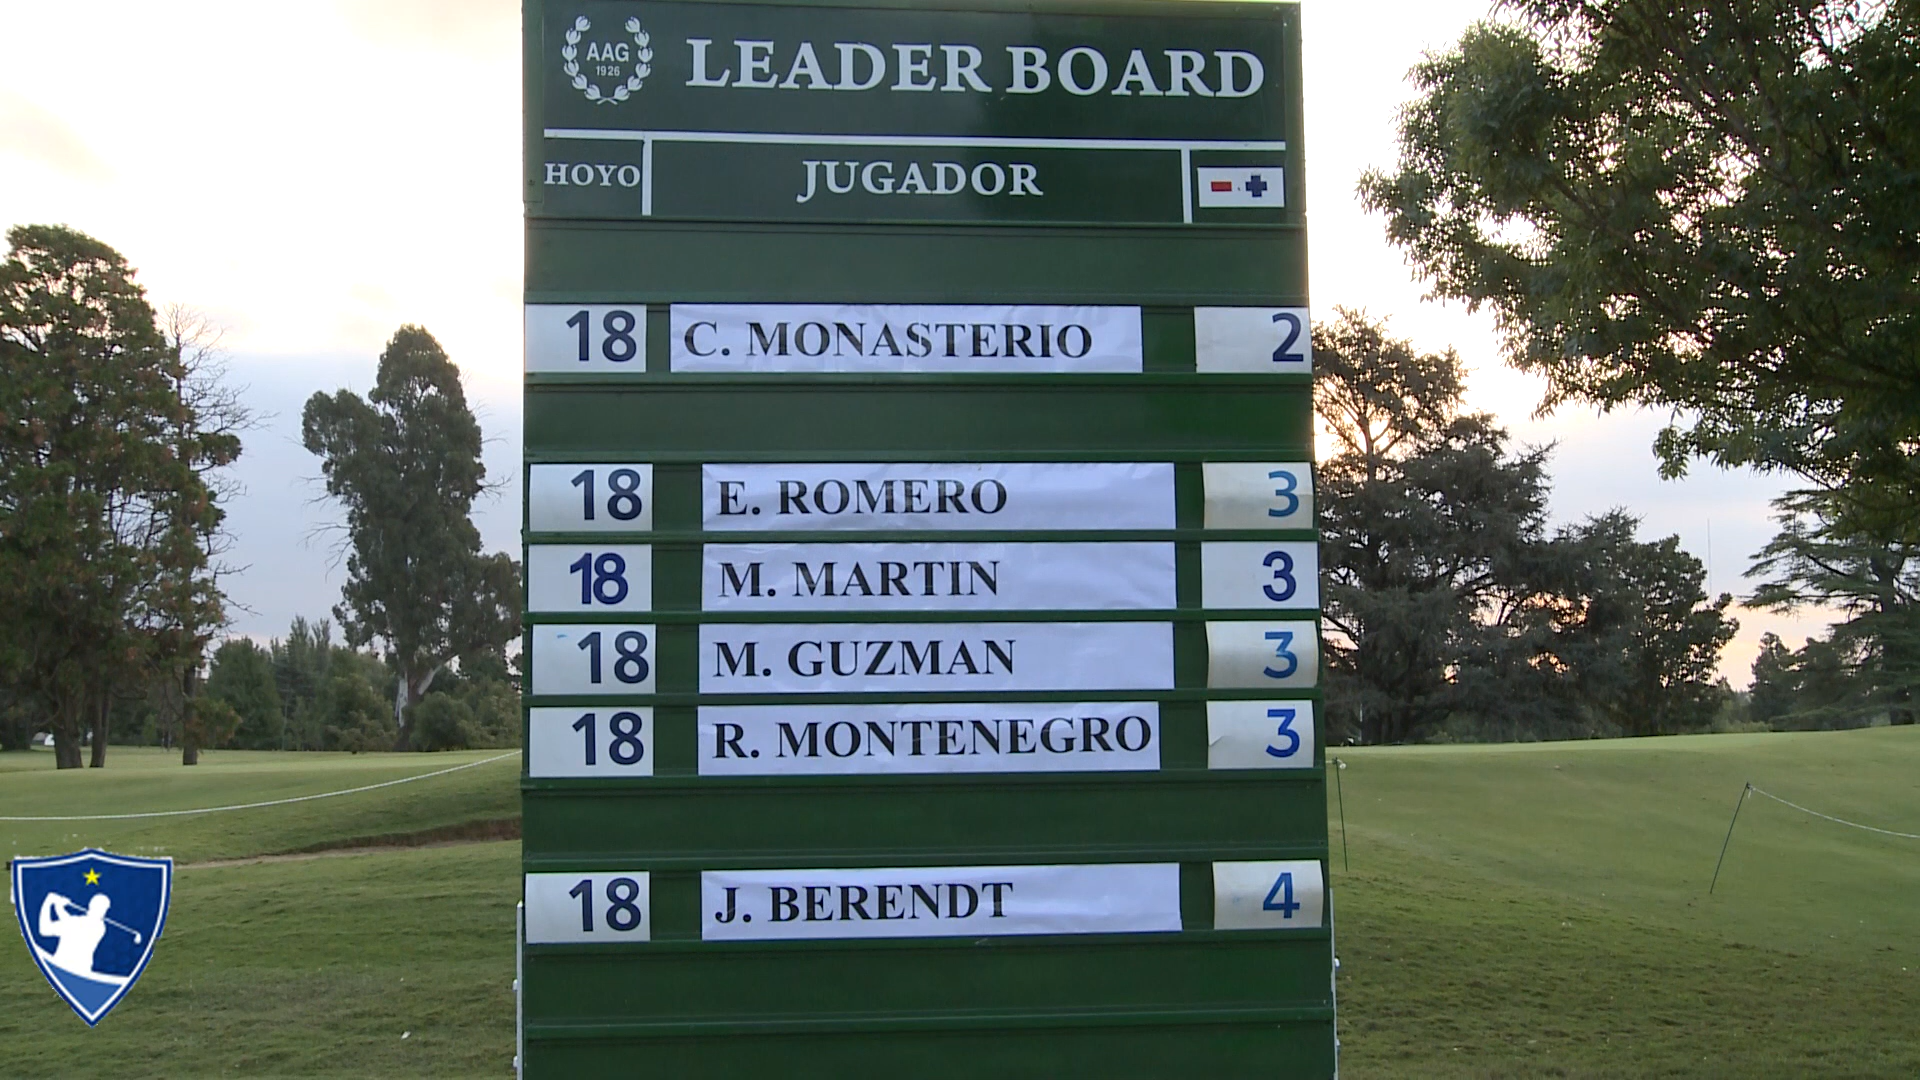 AAG
1926
LEADER BOARD
HOYO JUGADOR - +
18 C. MONASTERIO 2
18 E. ROMERO 3
18 M. MARTIN 3
18 M. GUZMAN 3
18 R. MONTENEGRO 3
18 J. BERENDT 4